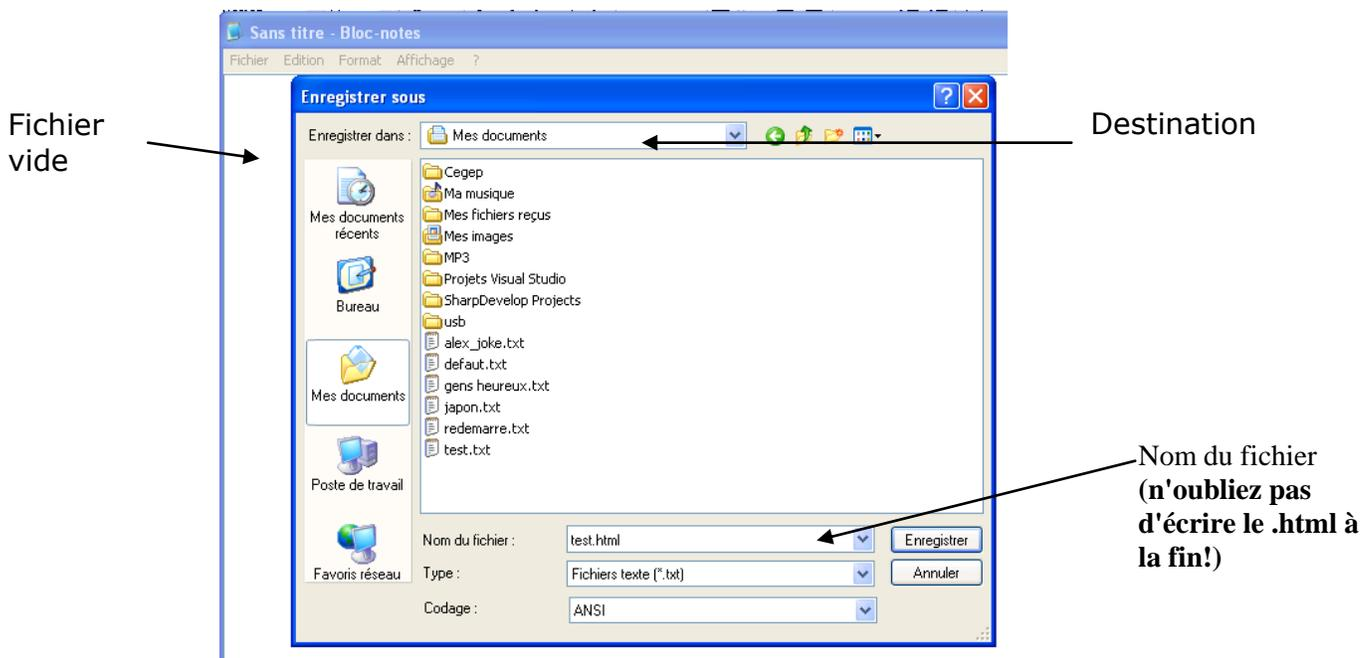 Sans titre - Bloc-notes
Fichier Edition Format Affichage ?
Enregistrer sous
Fichier
vide
Enregistrer dans :
Mes documents
Destination
Mes documents
récents
Bureau
Mes documents
Poste de travail
Favoris réseau
Cegep
Ma musique
Mes fichiers reçus
Mes images
MP3
Projets Visual Studio
SharpDevelop Projects
usb
alex_joke.txt
defaut.txt
gens heureux.txt
japon.txt
redemarre.txt
test.txt
Nom du fichier :
test.html
Enregistrer
Type :
Fichiers texte (*.txt)
Annuler
Codage :
ANSI
Nom du fichier
(n'oubliez pas
d'écrire le .html à
la fin!)